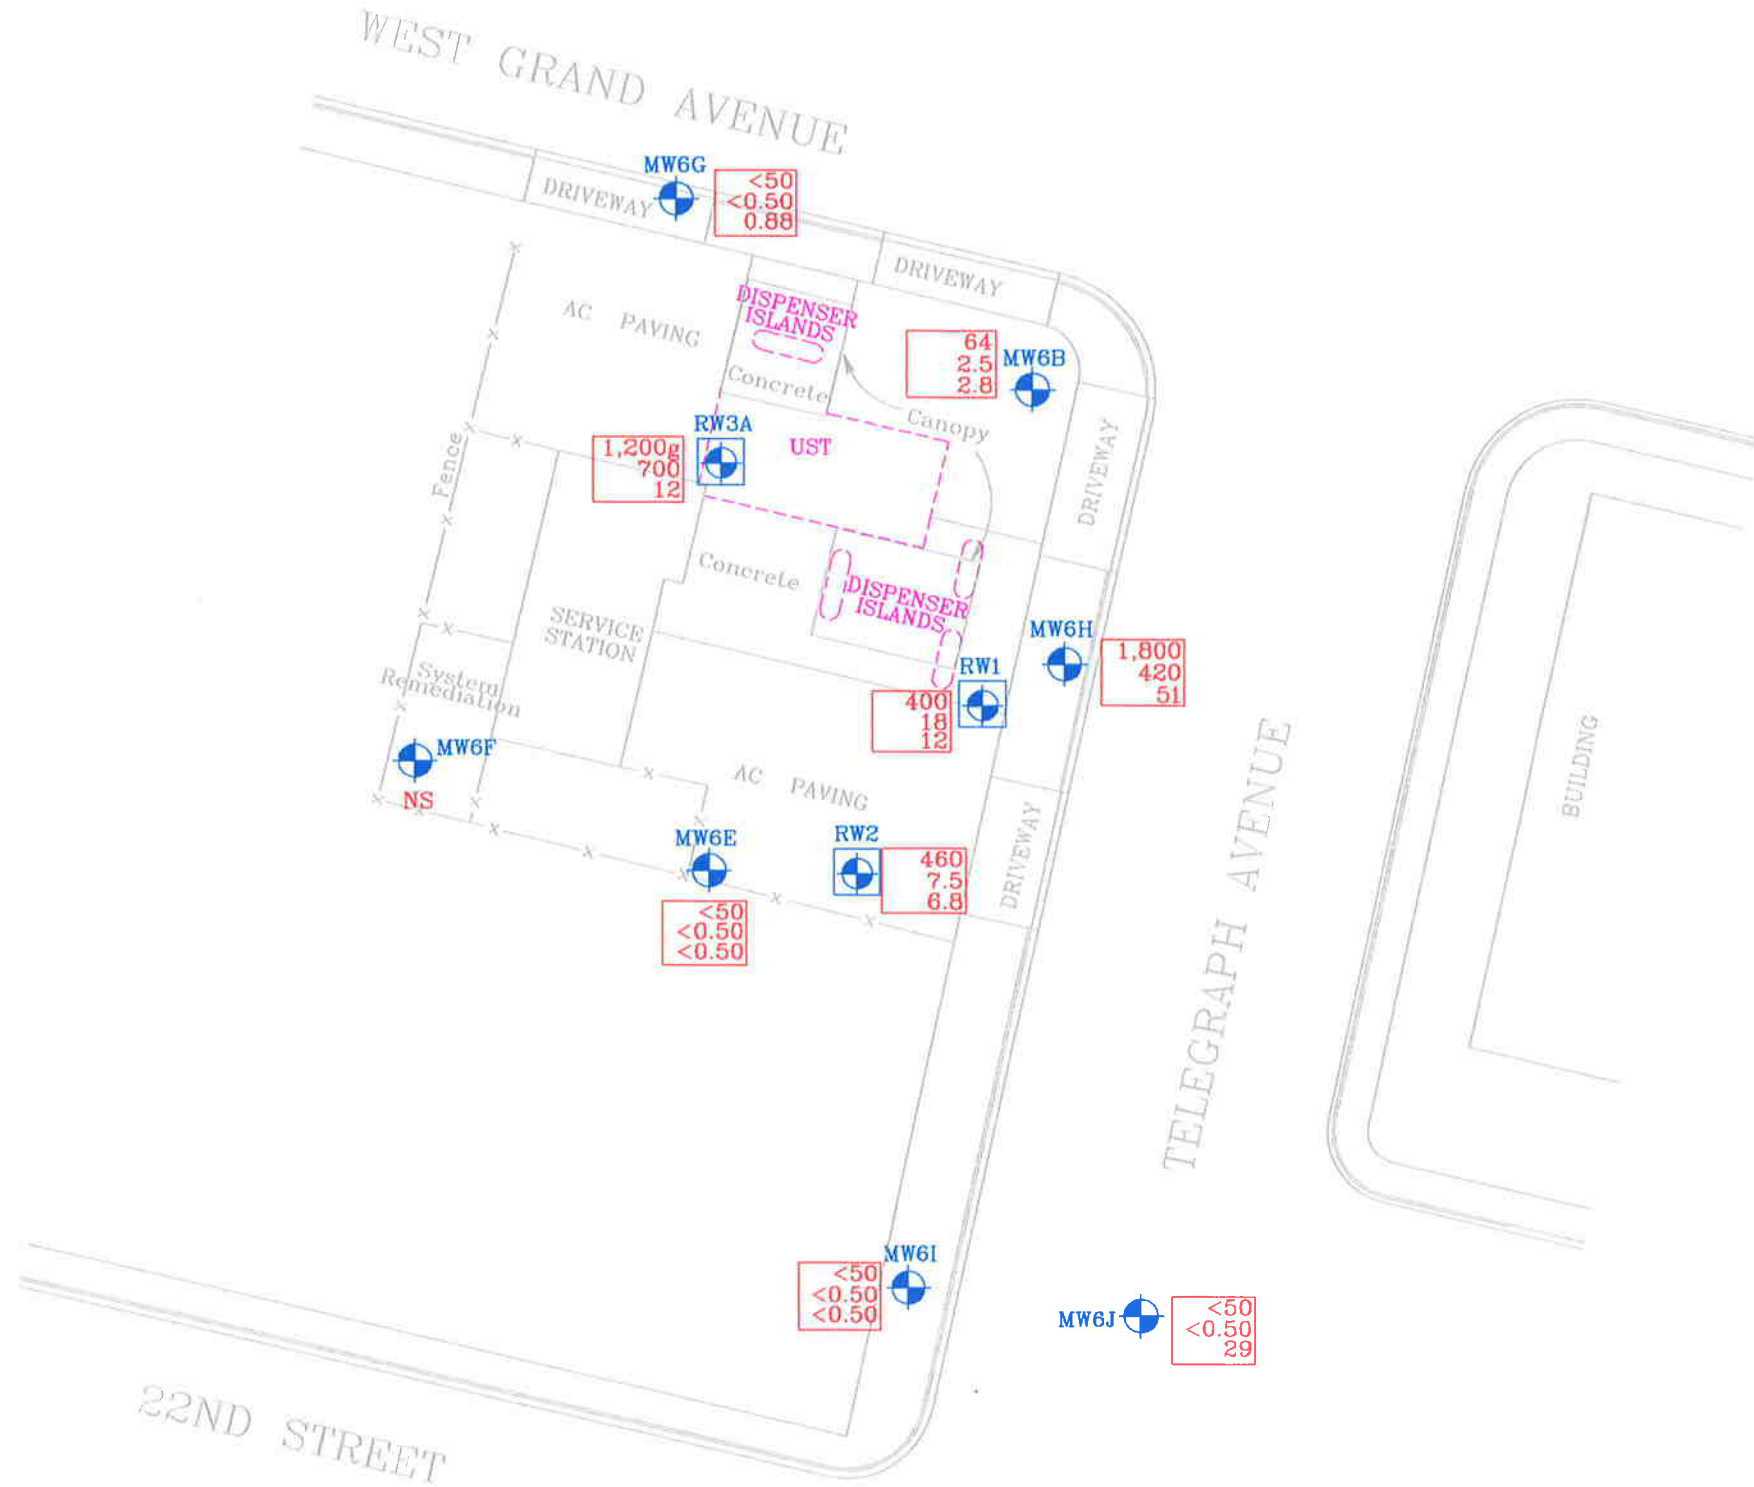 WEST GRAND AVENUE
MW6G
<50
<0.50
0.88
DRIVEWAY
DRIVEWAY
AC PAVING
DISPENSER
ISLANDS
Concrete
64
2.5
2.8
MW6B
Canopy
RW3A
1,200g
700
12
UST
Fence
DRIVEWAY
Concrete
DISPENSER
ISLANDS
SERVICE
STATION
MW6H
1,800
420
51
RW1
400
18
12
System
Remediation
MW6F
NS
AC PAVING
MW6E
<50
<0.50
<0.50
RW2
460
7.5
6.8
DRIVEWAY
TELEGRAPH AVENUE
BUILDING
MW6I
<50
<0.50
<0.50
MW6J
<50
<0.50
29
22ND STREET